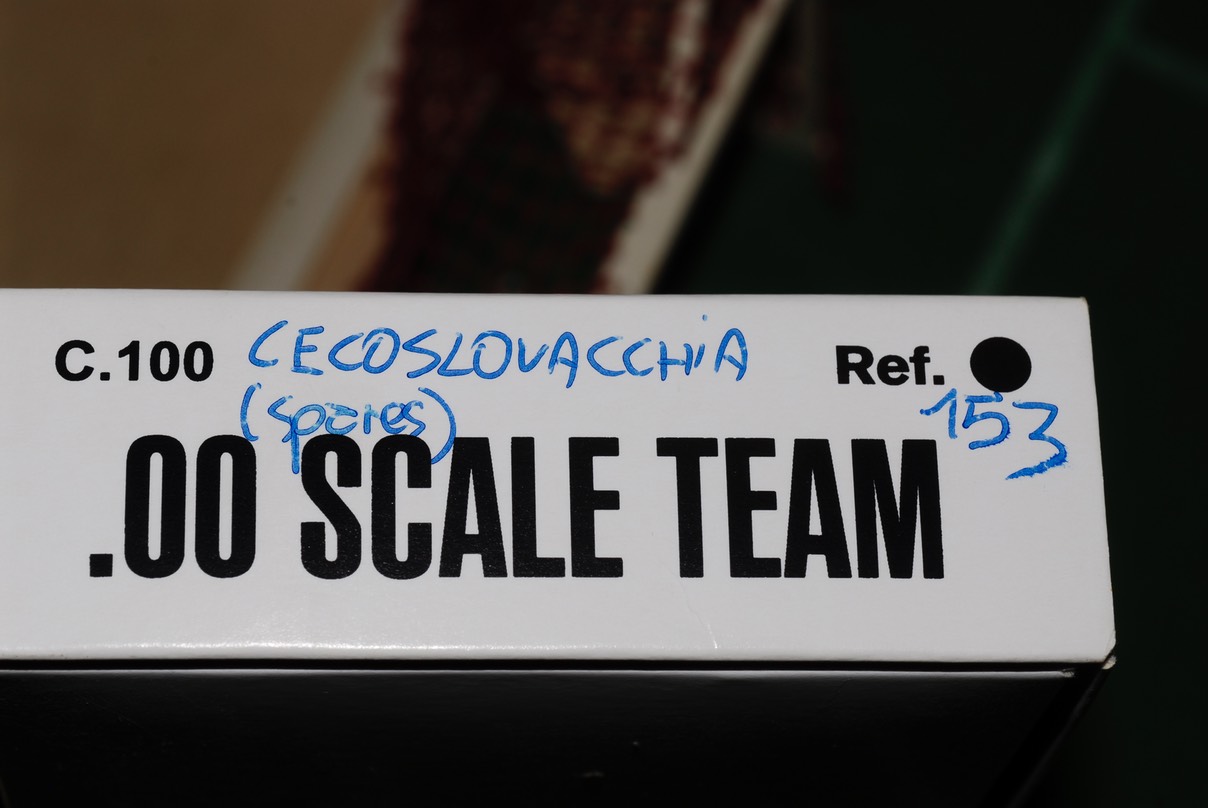 C.100 CECOSLOVACCHiA Ref. ●
(spares) 153
.00 SCALE TEAM